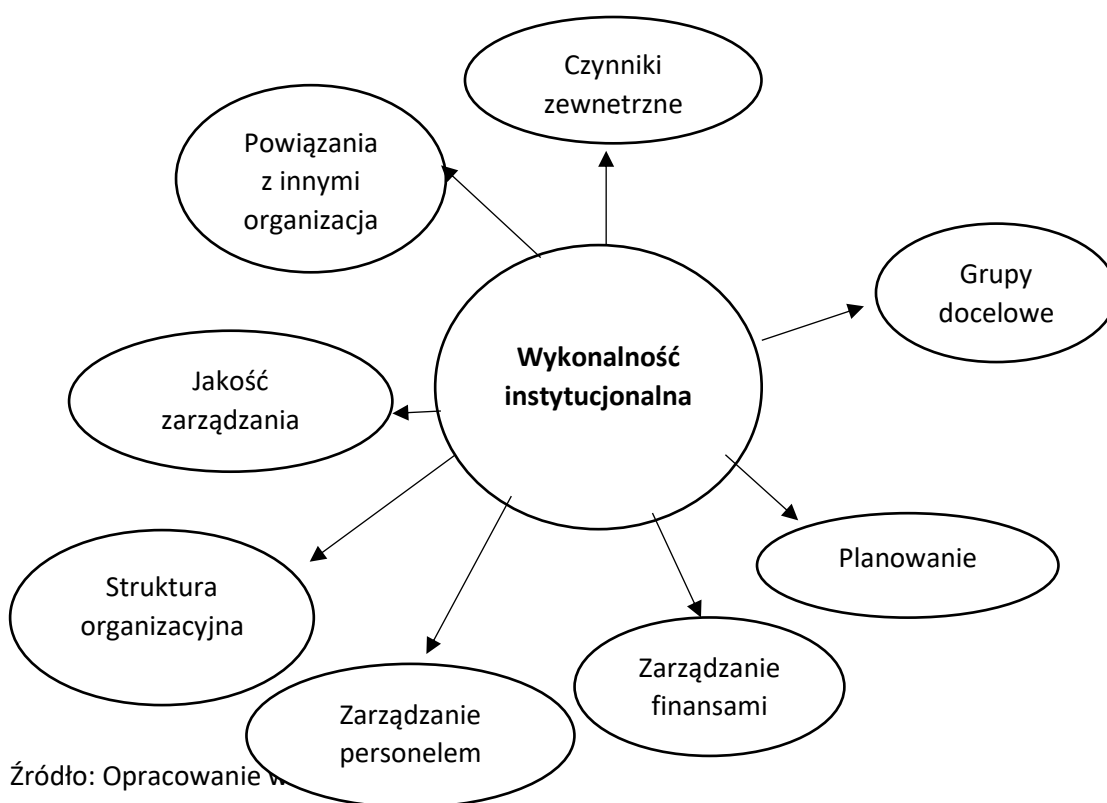 Czynniki
zewnetrzne
Powiązania
z innymi
organizacja
Grupy
docelowe
Wykonalność
instytucjonalna
Jakość
zarządzania
Planowanie
Struktura
organizacyjna
Zarządzanie
finansami
Zarządzanie
personelem
Źródło: Opracowanie